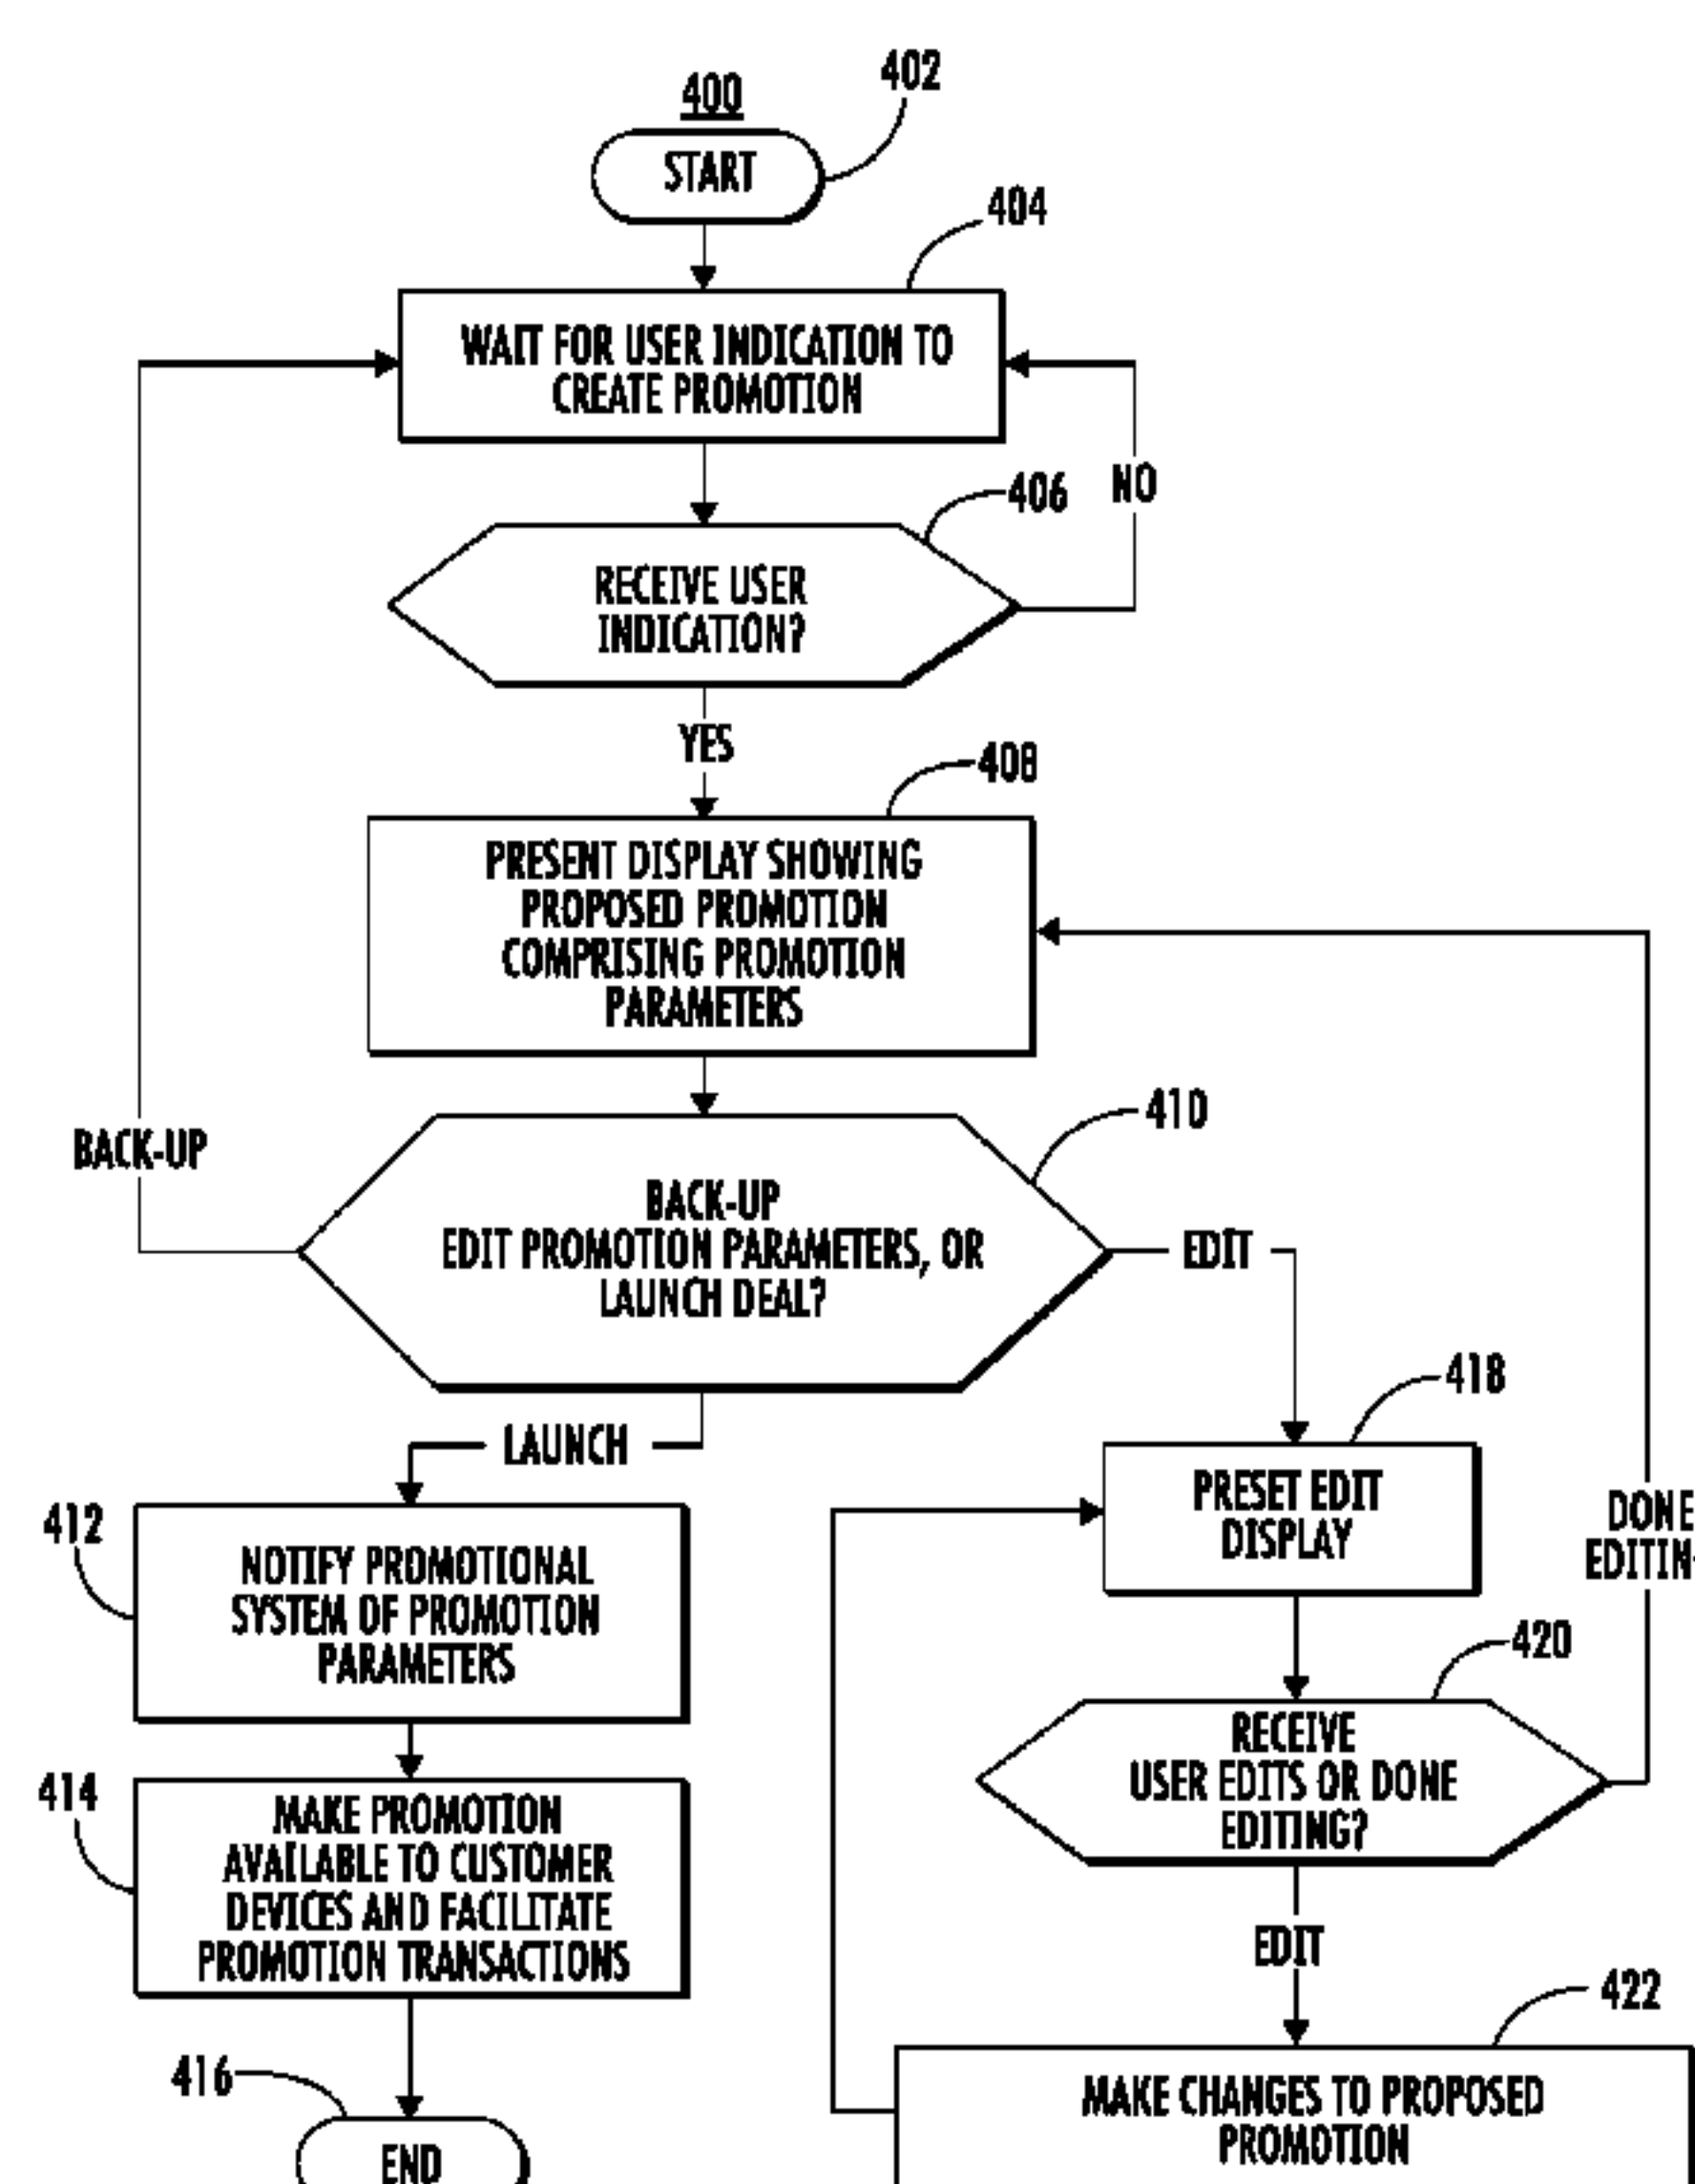 400
402
START
404
WAIT FOR USER INDICATION TO
CREATE PROMOTION
406
NO
RECEIVE USER
INDICATION?
YES
408
PRESENT DISPLAY SHOWING
PROPOSED PROMOTION
COMPRISING PROMOTION
PARAMETERS
410
BACK-UP
BACK-UP
EDIT PROMOTION PARAMETERS, OR
LAUNCH DEAL?
EDIT
418
LAUNCH
PRESET EDIT
DISPLAY
DONE
EDITIN
412
NOTIFY PROMOTIONAL
SYSTEM OF PROMOTION
PARAMETERS
420
RECEIVE
USER EDITS OR DONE
EDITING?
414
MAKE PROMOTION
AVAILABLE TO CUSTOMER
DEVICES AND FACILITATE
PROMOTION TRANSACTIONS
EDIT
422
416
MAKE CHANGES TO PROPOSED
PROMOTION
END